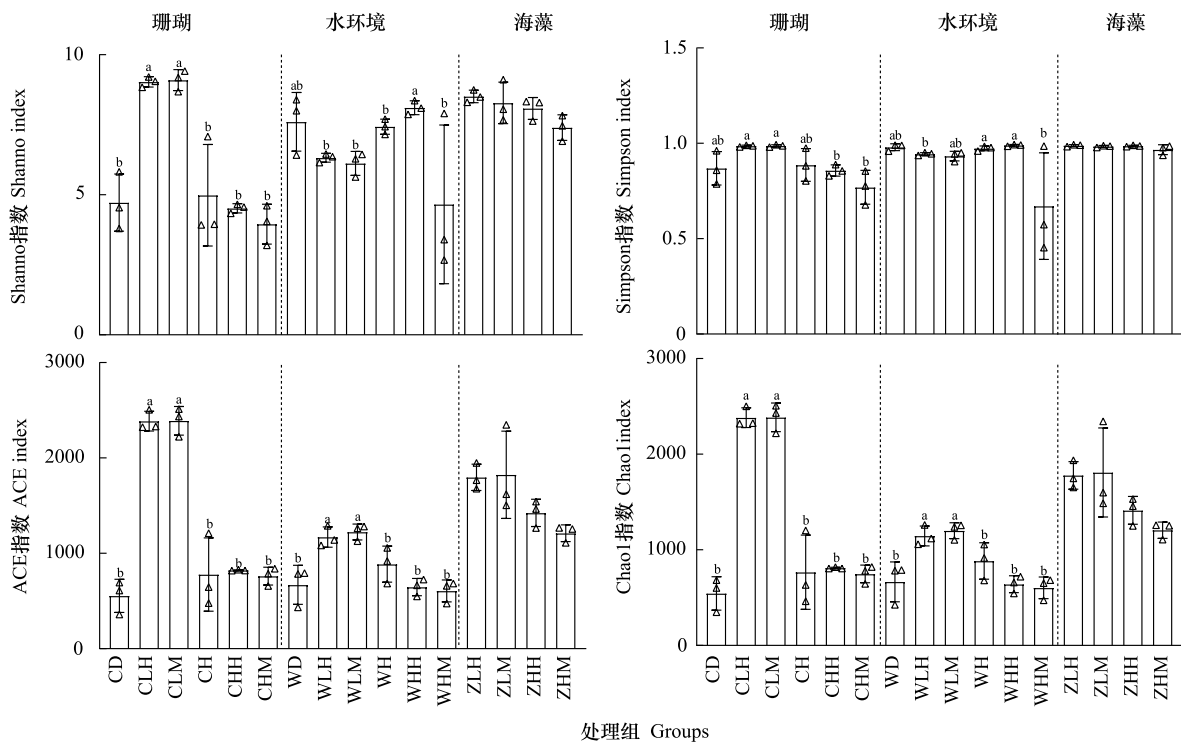 珊瑚 水环境 海藻
Shanno指数 Shanno index
10
5
0
b a a b b b ab b b b a b
珊瑚 水环境 海藻
Simpson指数 Simpson index
1.5
1.0
0.5
0
ab a a ab b b ab b ab a a b
ACE指数 ACE index
3000
2000
1000
0
b a a b b b b a a b b b
CD CLH CLM CH CHH CHM WD WLH WLM WH WHH WHM ZLH ZLM ZHH ZHM
Chao1指数 Chao1index
3000
2000
1000
0
b a a b b b b a a b b b
CD CLH CLM CH CHH CHM WD WLH WLM WH WHH WHM ZLH ZLM ZHH ZHM
处理组 Groups